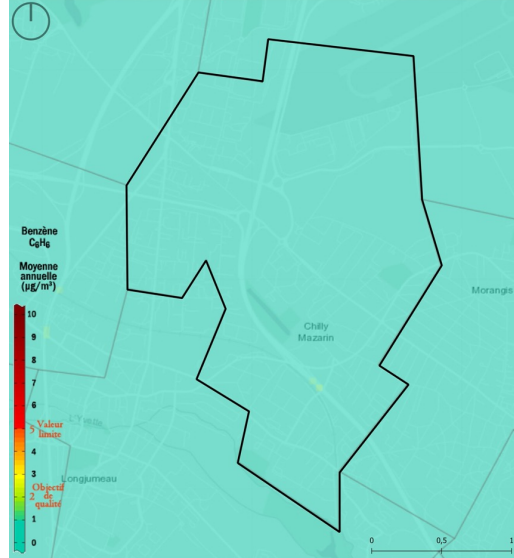 Benzène
C₆H₆
Moyenne
annuelle
(µg/m³)
10
9
8
7
6
5 Valeur
limite
4
3
Objectif
2 de
qualité
1
0
Chilly
Mazarin
Morangis
L'Yvette
Longjumeau
0 0,5 1